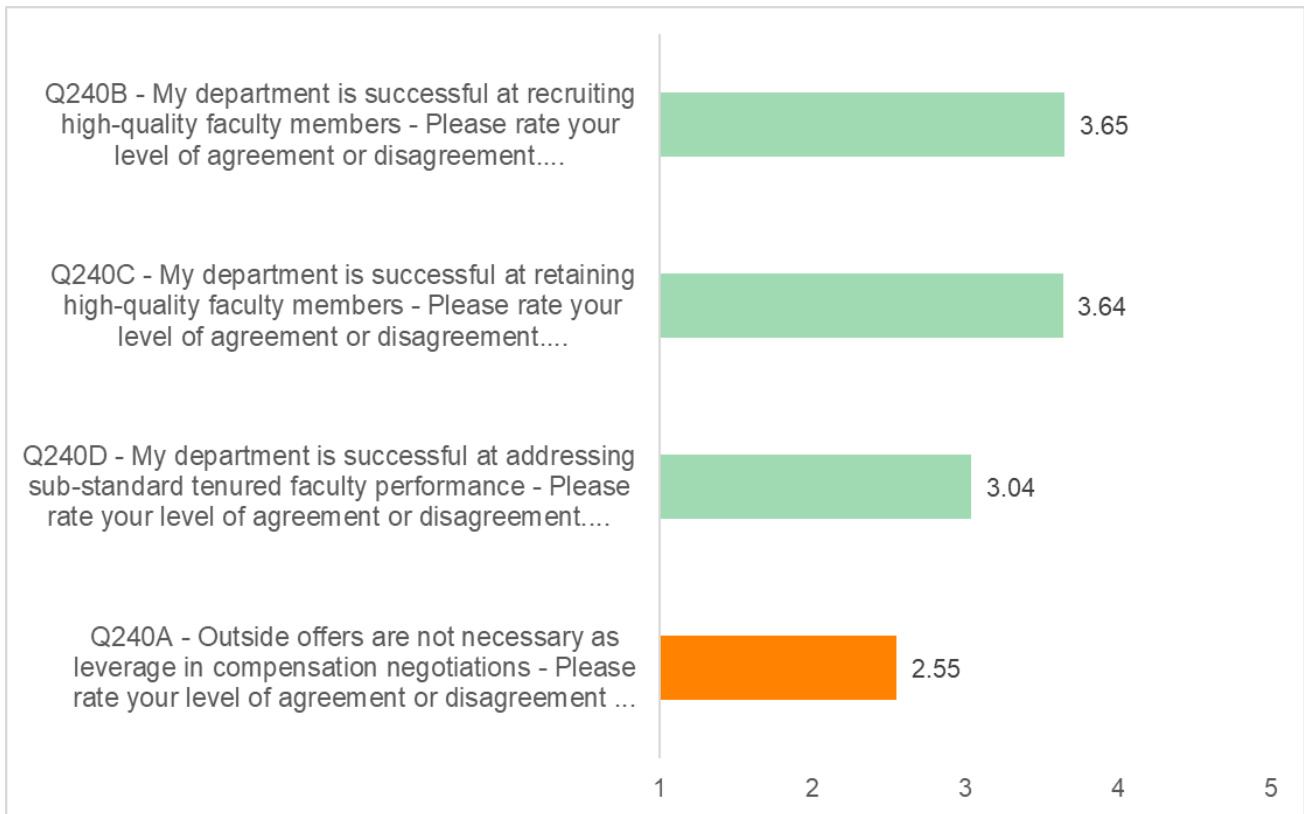 Q240B - My department is successful at recruiting
high-quality faculty members - Please rate your
level of agreement or disagreement....
3.65
Q240C - My department is successful at retaining
high-quality faculty members - Please rate your
level of agreement or disagreement....
3.64
Q240D - My department is successful at addressing
sub-standard tenured faculty performance - Please
rate your level of agreement or disagreement....
3.04
Q240A - Outside offers are not necessary as
leverage in compensation negotiations - Please
rate your level of agreement or disagreement ...
2.55
1 2 3 4 5